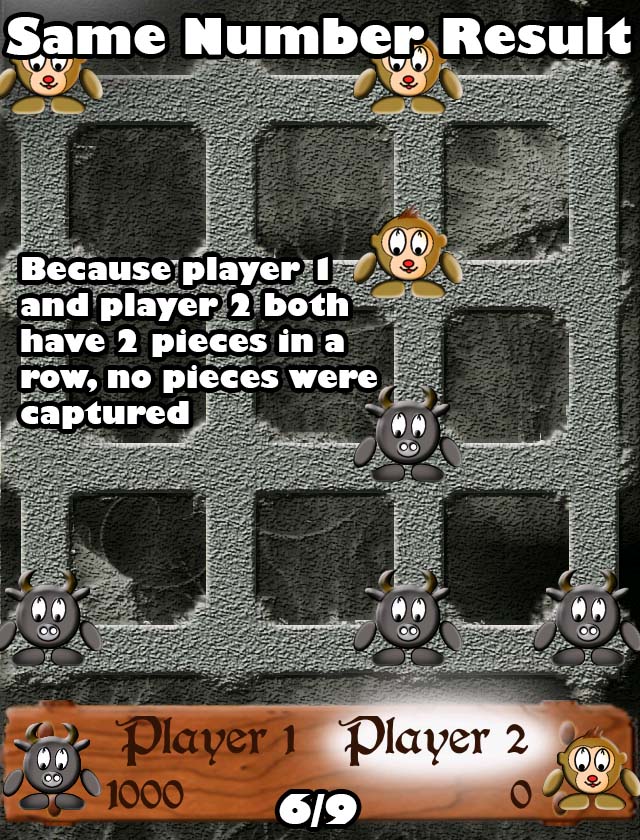 Same Number Result
Because player 1
and player 2 both
have 2 pieces in a
row, no pieces were
captured
Player 1 Player 2
1000 0
6/9